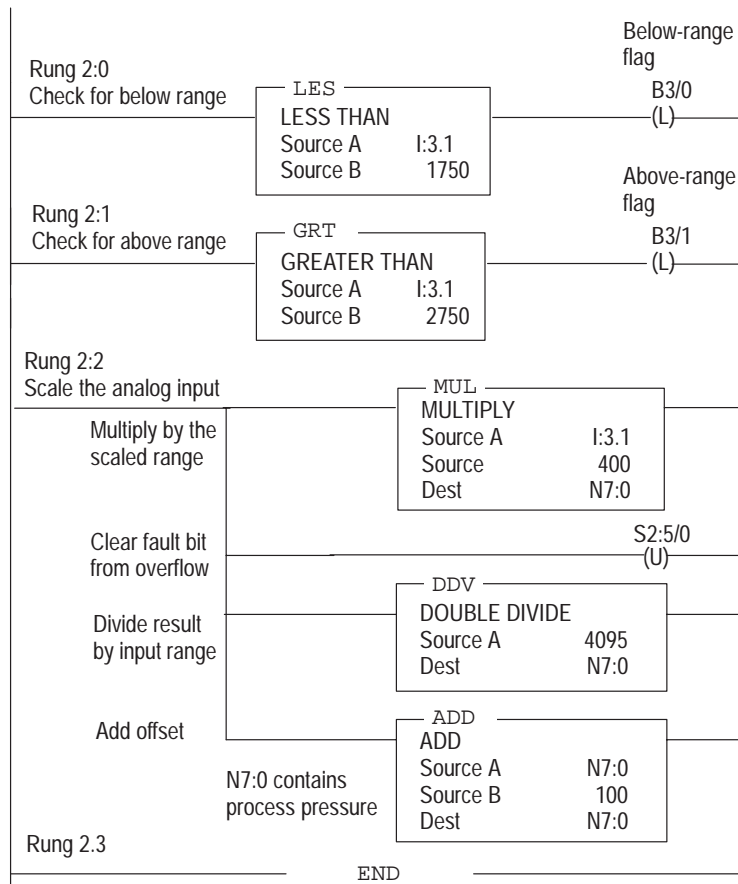 Below-range
flag
Rung 2:0
Check for below range
B3/0
(L)
LES
LESS THAN
Source A I:3.1
Source B 1750
Above-range
flag
Rung 2:1
Check for above range
B3/1
(L)
GRT
GREATER THAN
Source A I:3.1
Source B 2750
Rung 2:2
Scale the analog input
Multiply by the
scaled range
MUL
MULTIPLY
Source A I:3.1
Source 400
Dest N7:0
Clear fault bit
from overflow
S2:5/0
(U)
Divide result
by input range
DDV
DOUBLE DIVIDE
Source A 4095
Dest N7:0
Add offset
ADD
ADD
Source A N7:0
Source B 100
Dest N7:0
N7:0 contains
process pressure
Rung 2.3
END